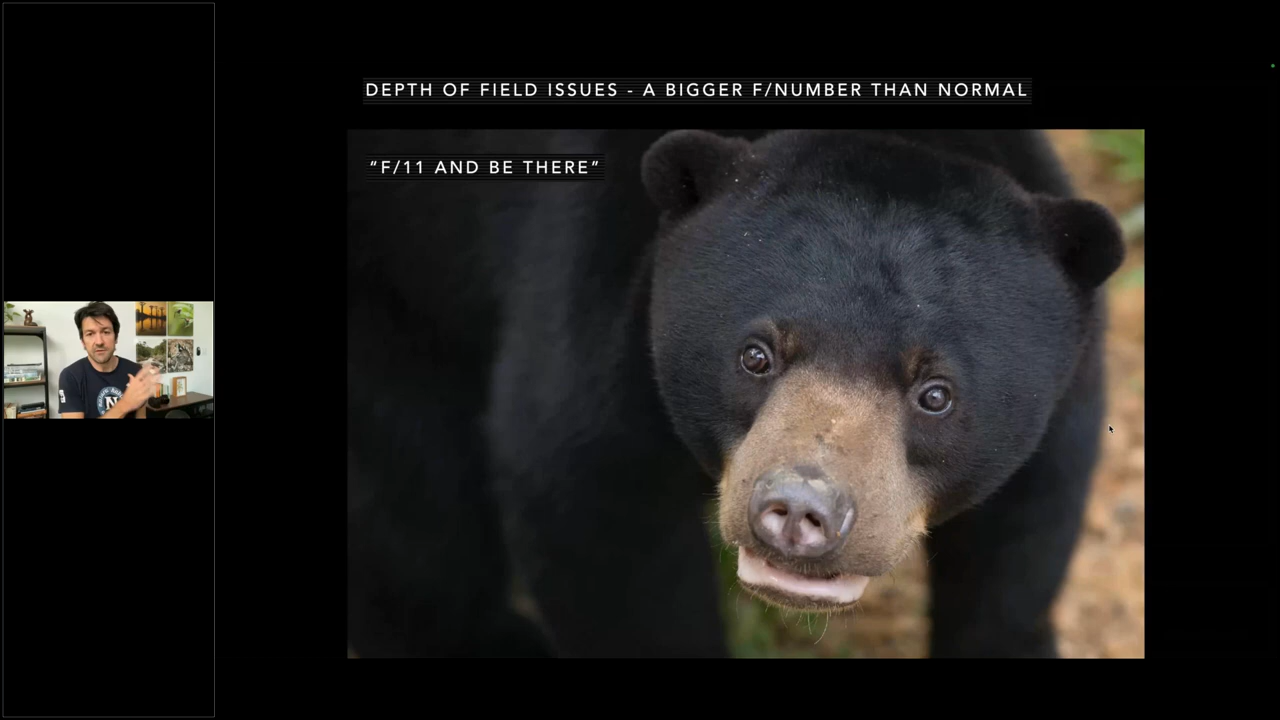 DEPTH OF FIELD ISSUES - A BIGGER F/NUMBER THAN NORMAL
“F/11 AND BE THERE”